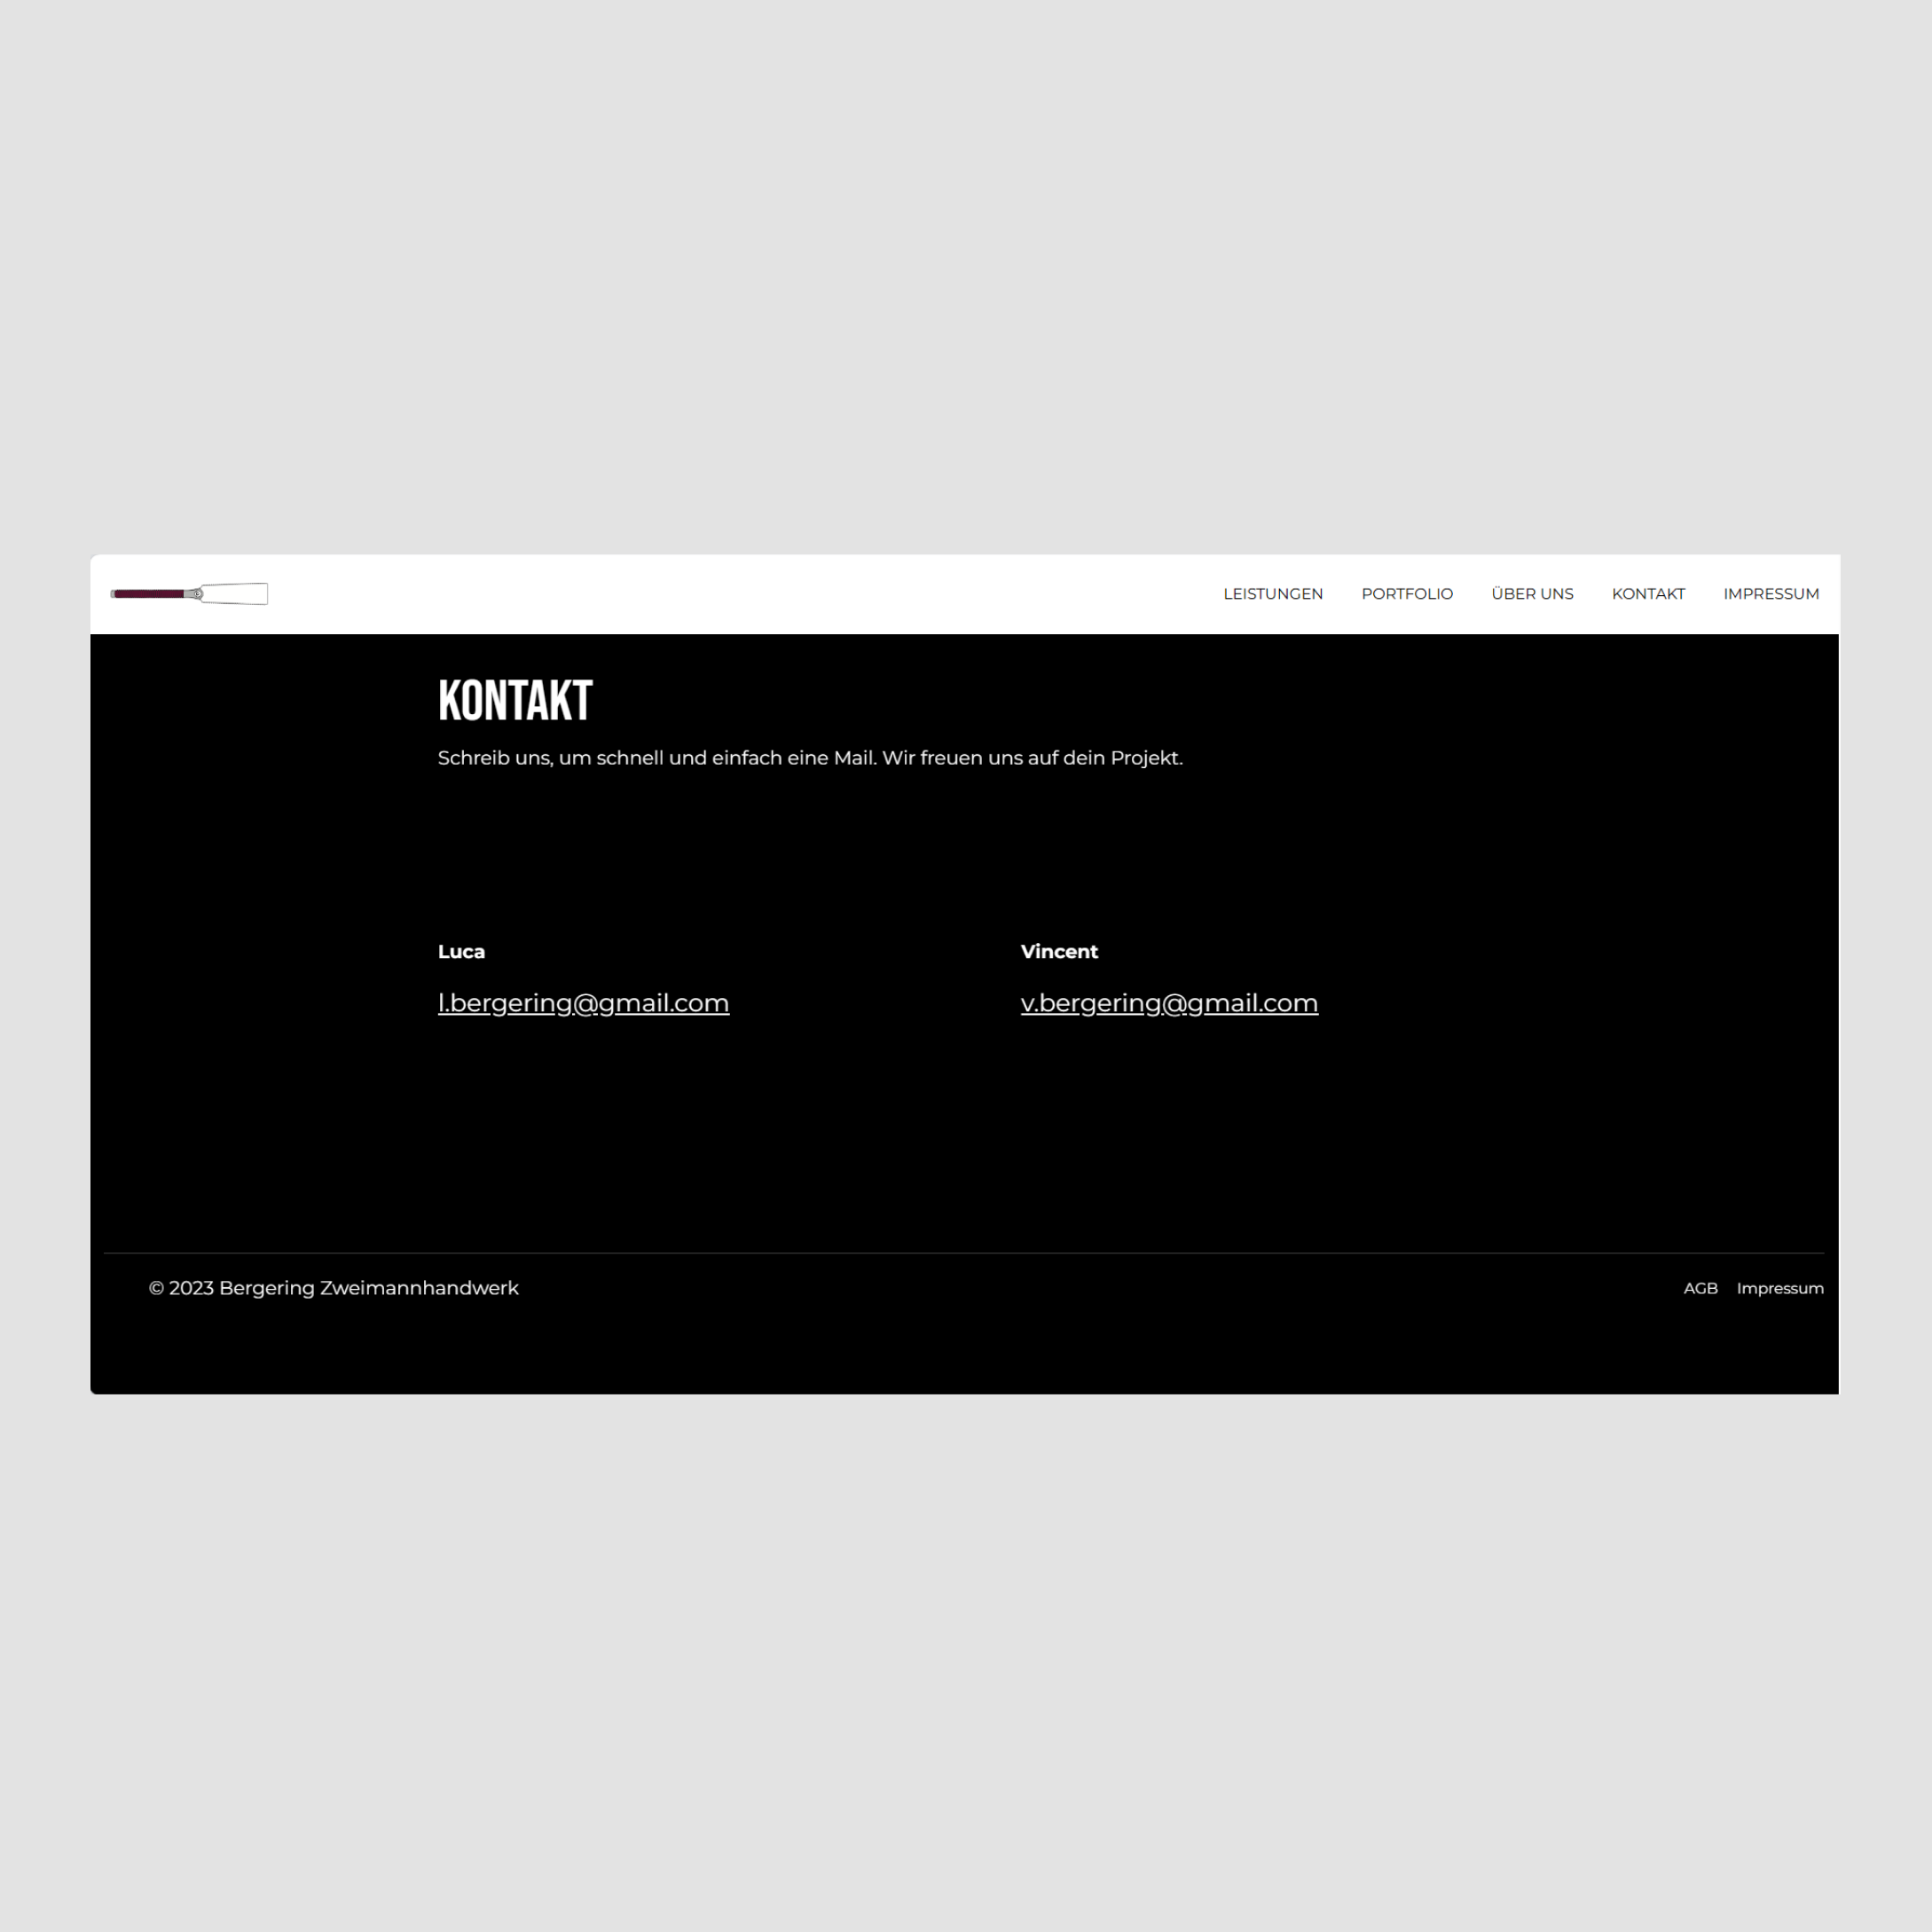 LEISTUNGEN PORTFOLIO ÜBER UNS KONTAKT IMPRESSUM
KONTAKT
Schreib uns, um schnell und einfach eine Mail. Wir freuen uns auf dein Projekt.
Luca Vincent
l.bergering@gmail.com v.bergering@gmail.com
© 2023 Bergering Zweimannhandwerk AGB Impressum